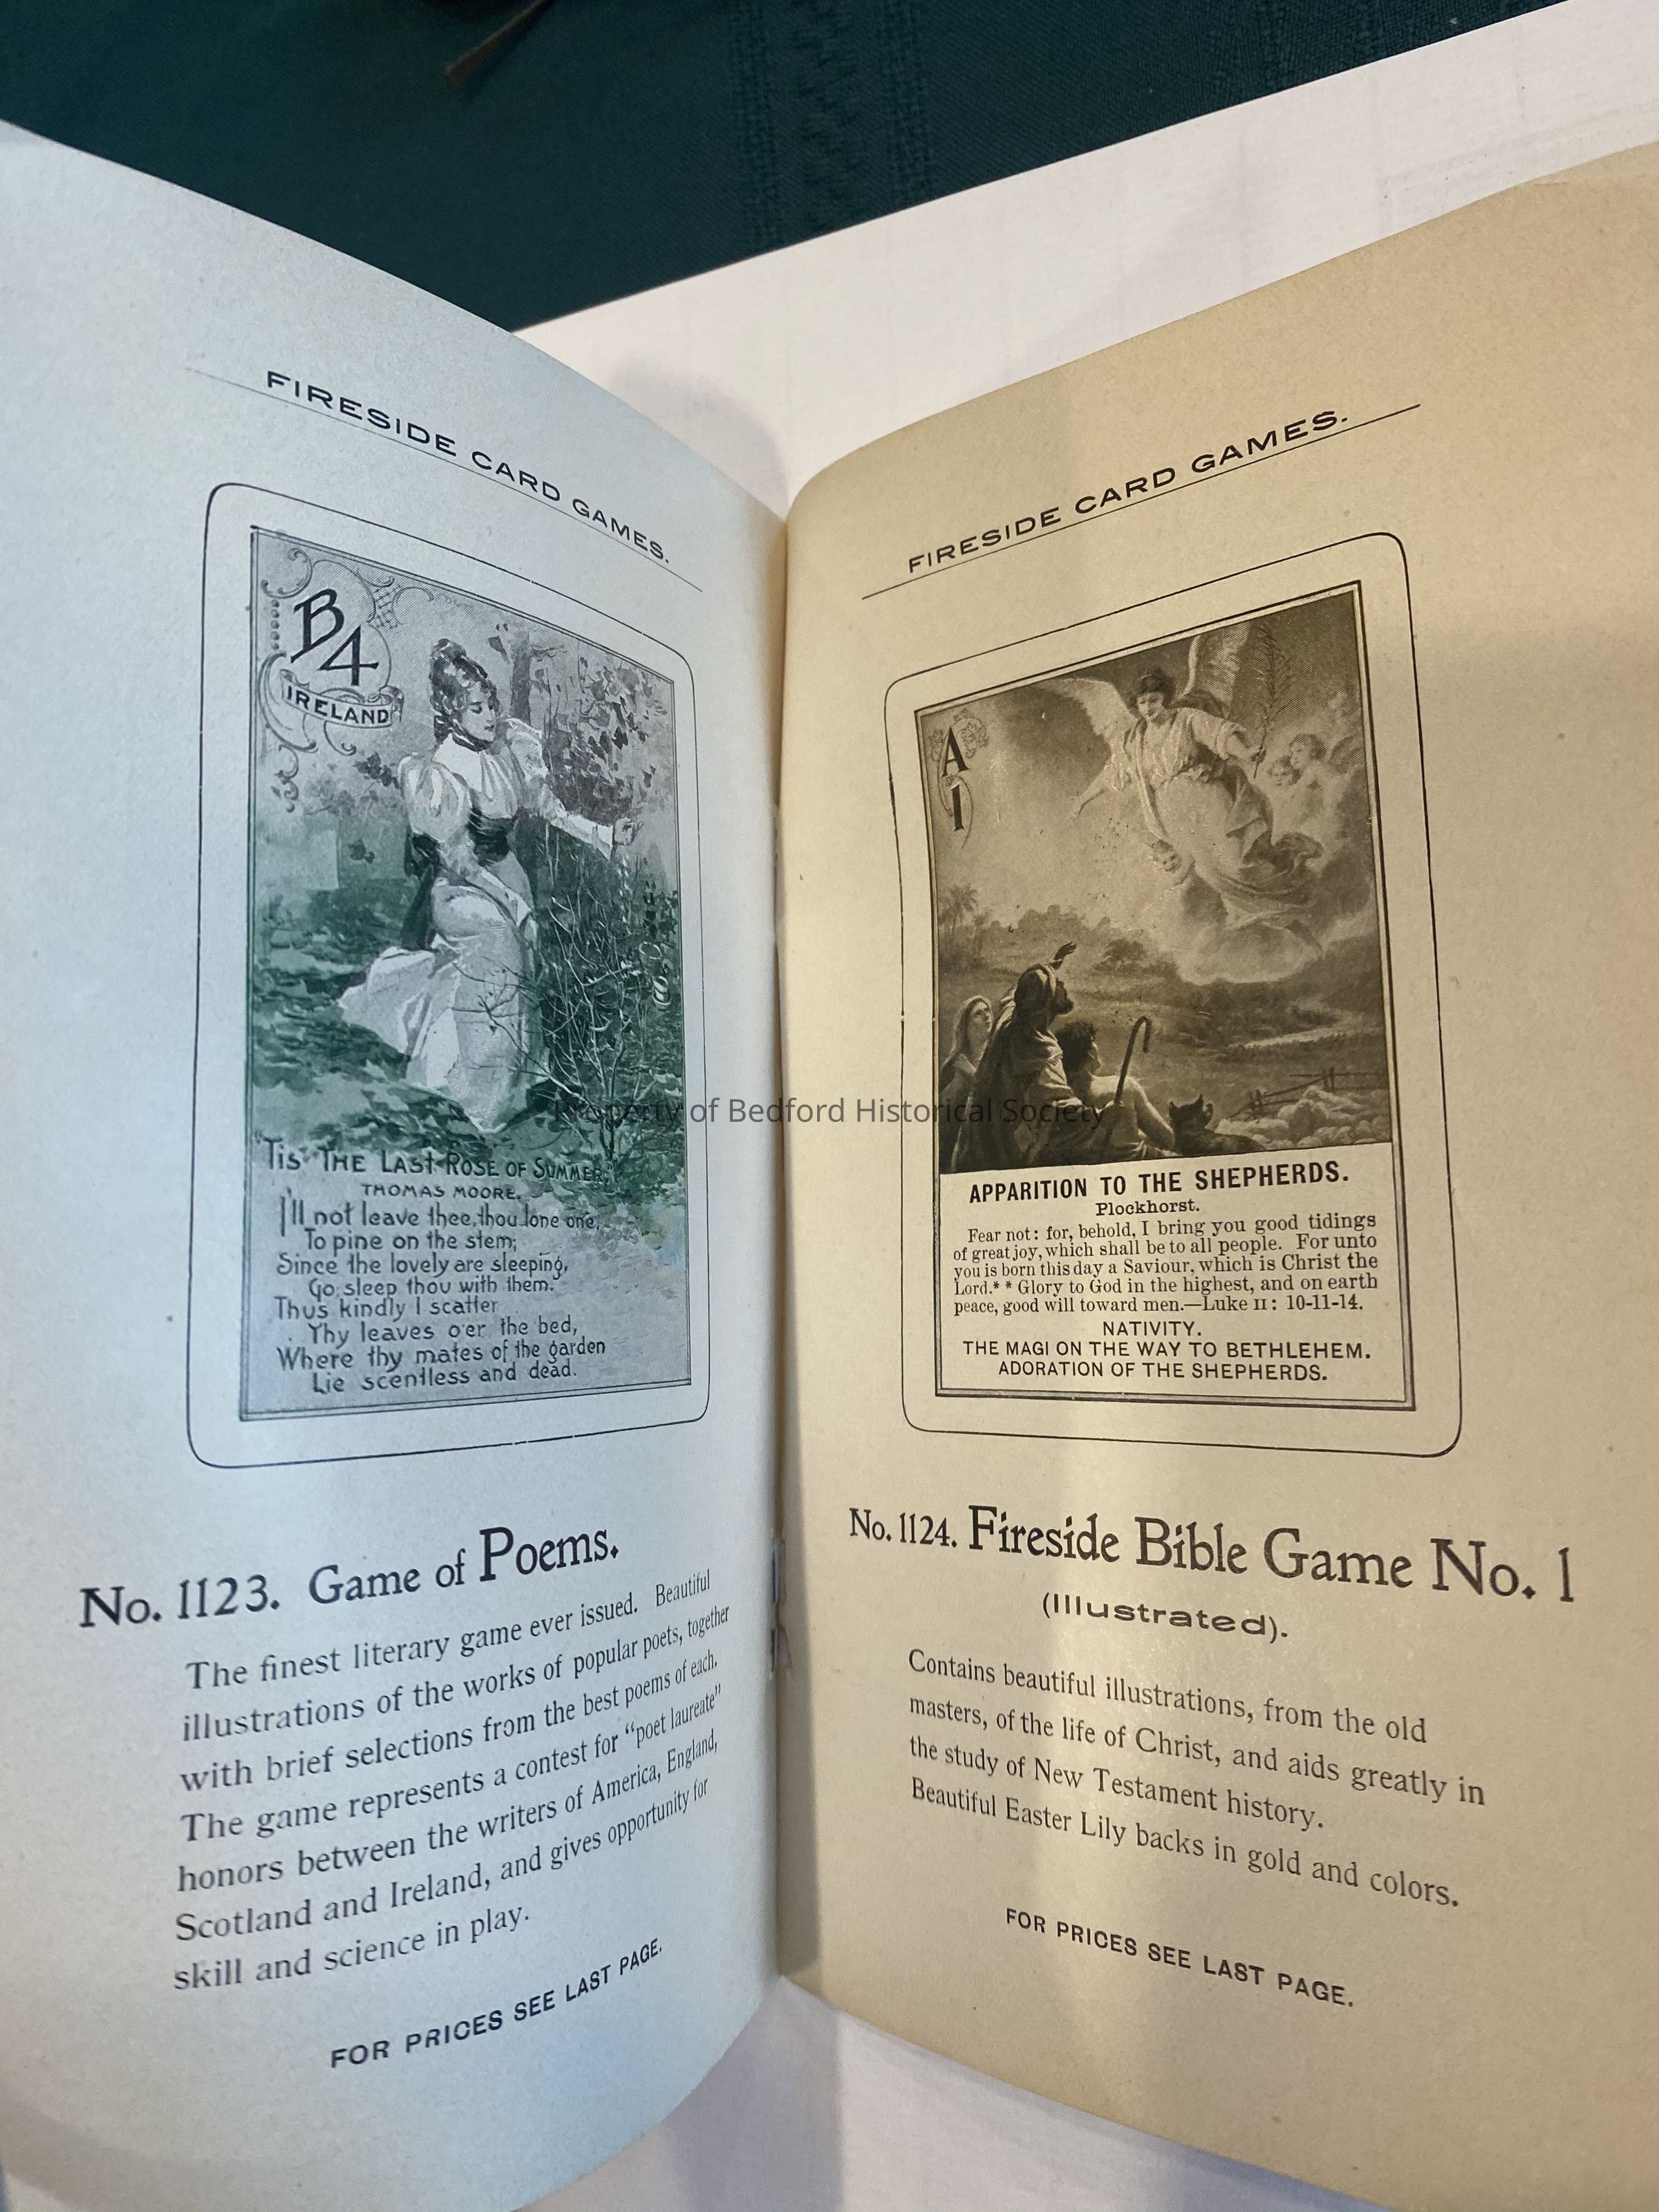 FIRESIDE CARD GAMES.
B
4
IRELAND
"'TIS THE LAST ROSE OF SUMMER."
THOMAS MOORE.
I'll not leave thee, thou lone one,
To pine on the stem;
Since the lovely are sleeping,
Go, sleep thou with them.
Thus kindly I scatter
Thy leaves o'er the bed,
Where thy mates of the garden
Lie scentless and dead.
No. 1123. Game of Poems.
The finest literary game ever issued. Beautiful
illustrations of the works of popular poets, together
with brief selections from the best poems of each.
The game represents a contest for "poet laureate"
honors between the writers of America, England,
Scotland and Ireland, and gives opportunity for
skill and science in play.
FOR PRICES SEE LAST PAGE.
FIRESIDE CARD GAMES.
A
1
APPARITION TO THE SHEPHERDS.
Plockhorst.
Fear not: for, behold, I bring you good tidings
of great joy, which shall be to all people. For unto
you is born this day a Saviour, which is Christ the
Lord.* * Glory to God in the highest, and on earth
peace, good will toward men.—Luke II: 10-11-14.
NATIVITY.
THE MAGI ON THE WAY TO BETHLEHEM.
ADORATION OF THE SHEPHERDS.
No. 1124. Fireside Bible Game No. 1
(Illustrated).
Contains beautiful illustrations, from the old
masters, of the life of Christ, and aids greatly in
the study of New Testament history.
Beautiful Easter Lily backs in gold and colors.
FOR PRICES SEE LAST PAGE.
Property of Bedford Historical Society